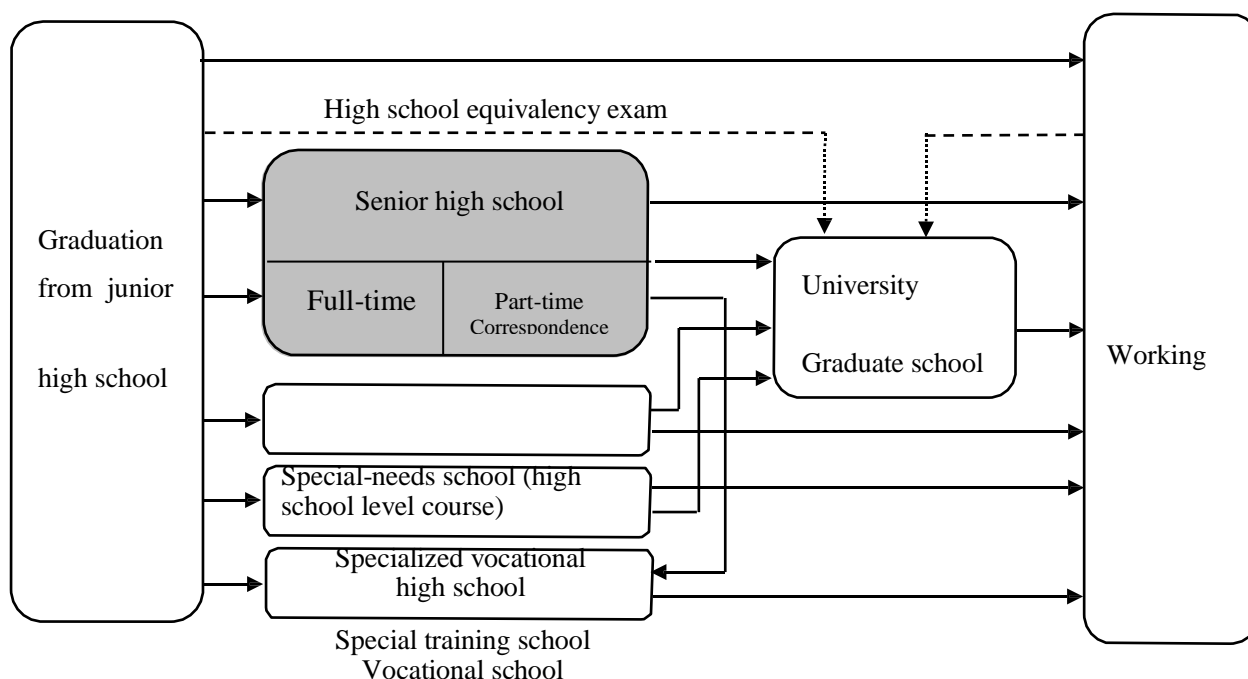 High school equivalency exam
Senior high school
Graduation
from junior
high school
Full-time
Part-time
Correspondence
University
Graduate school
Working
Special-needs school (high
school level course)
Specialized vocational
high school
Special training school
Vocational school